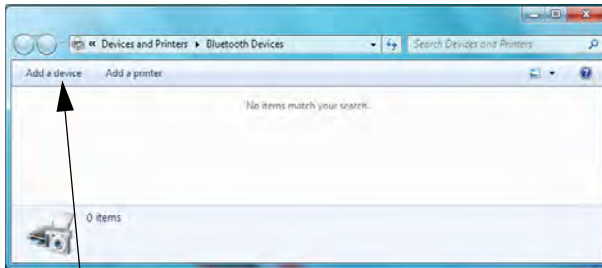 « Devices and Printers ▸ Bluetooth Devices
Search Devices and Printers
Add a device Add a printer
No items match your search.
0 items